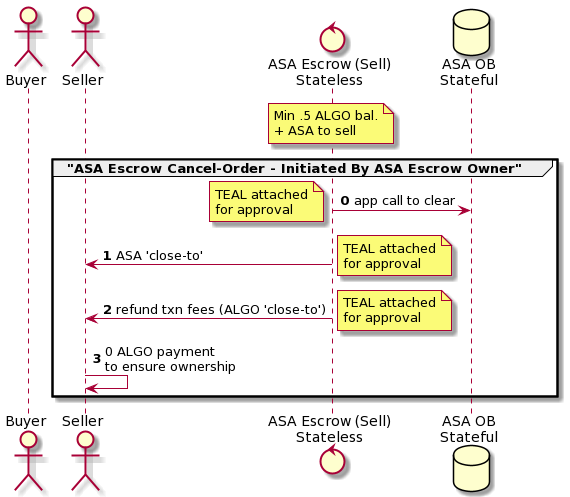 Buyer
Seller
ASA Escrow (Sell)
Stateless
ASA OB
Stateful
Min .5 ALGO bal.
+ ASA to sell
"ASA Escrow Cancel-Order - Initiated By ASA Escrow Owner"
TEAL attached
for approval
0 app call to clear
1 ASA 'close-to'
TEAL attached
for approval
2 refund txn fees (ALGO 'close-to')
TEAL attached
for approval
3 0 ALGO payment
to ensure ownership
Buyer
Seller
ASA Escrow (Sell)
Stateless
ASA OB
Stateful